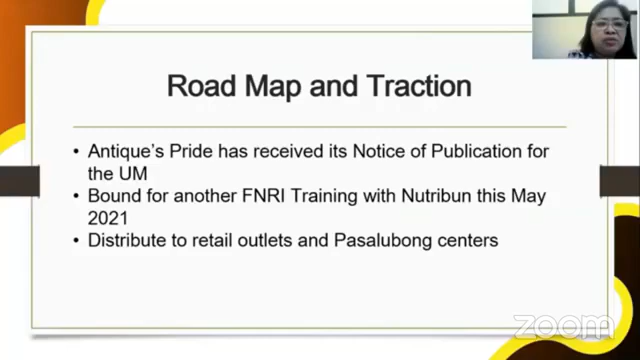 Road Map and Traction
• Antique's Pride has received its Notice of Publication for
the UM
• Bound for another FNRI Training with Nutribun this May
2021
• Distribute to retail outlets and Pasalubong centers
zoom